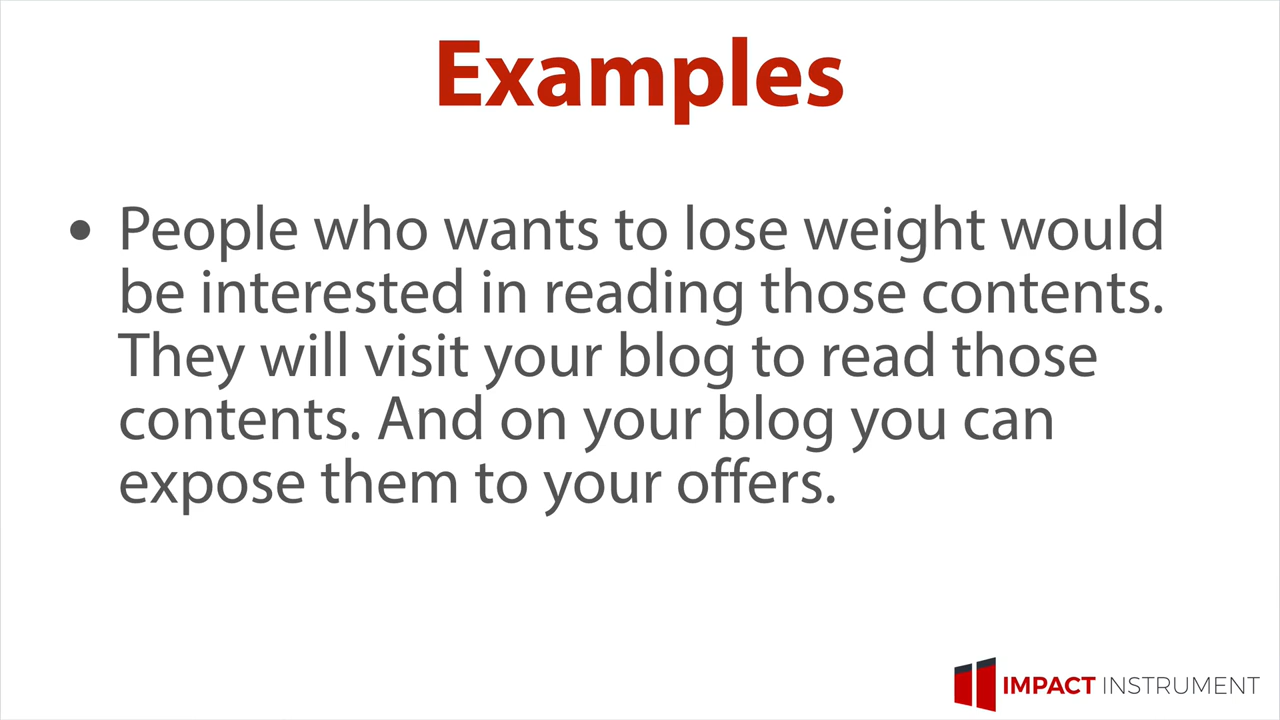 Examples
• People who wants to lose weight would
be interested in reading those contents.
They will visit your blog to read those
contents. And on your blog you can
expose them to your offers.
IMPACT INSTRUMENT